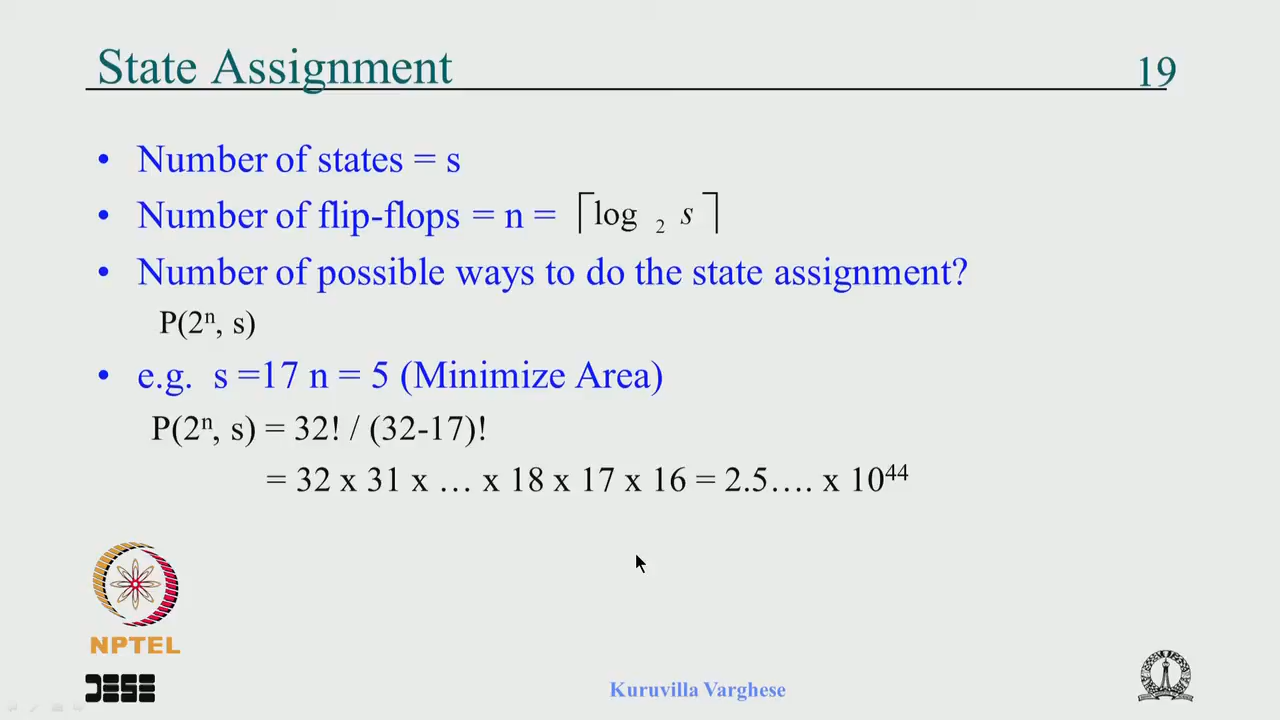 State Assignment 19
• Number of states = s
• Number of flip-flops = n = ⌈log ₂ s⌉
• Number of possible ways to do the state assignment?
P(2ⁿ, s)
• e.g. s =17 n = 5 (Minimize Area)
P(2ⁿ, s) = 32! / (32-17)!
= 32 x 31 x … x 18 x 17 x 16 = 2.5…. x 10⁴⁴
NPTEL
DESE
Kuruvilla Varghese